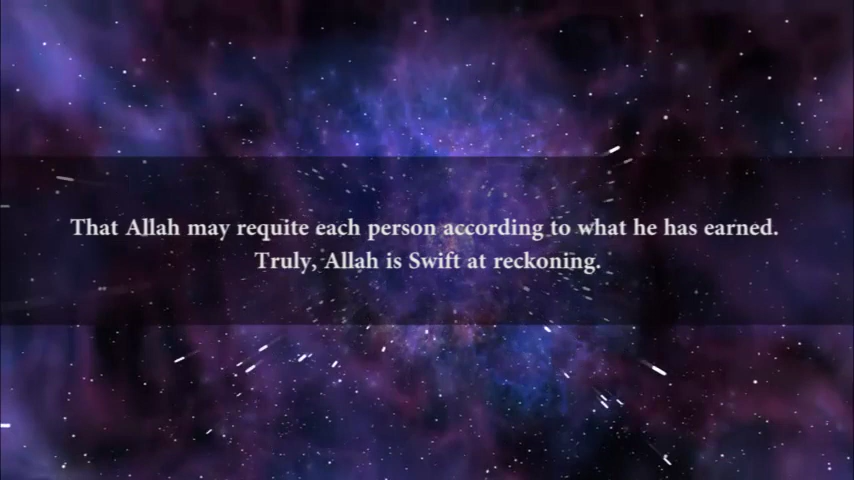 That Allah may requite each person according to what he has earned.
Truly, Allah is Swift at reckoning.